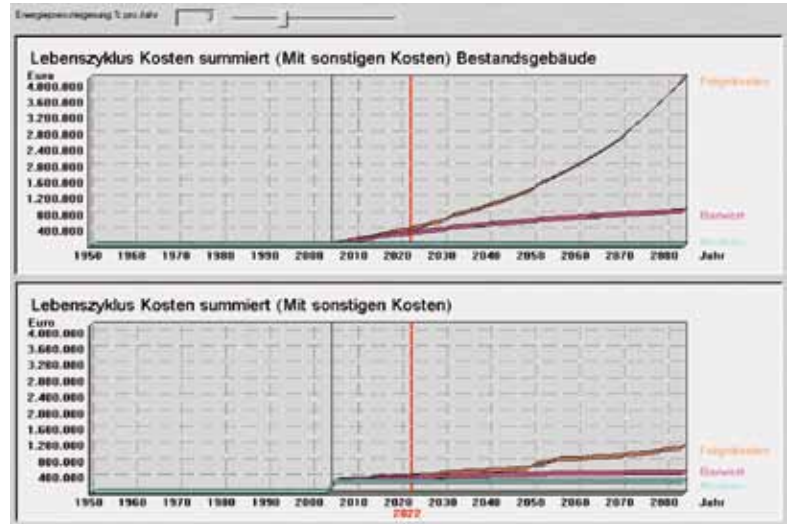 Energiepreissteigerung % pro Jahr
Lebenszyklus Kosten summiert (Mit sonstigen Kosten) Bestandsgebäude
Euro
4.000.000
3.600.000
3.200.000
2.800.000
2.400.000
2.000.000
1.600.000
1.200.000
800.000
400.000
Folgekosten
Barwert
1950 1960 1970 1980 1990 2000 2010 2020 2030 2040 2050 2060 2070 2080 Jahr
Lebenszyklus Kosten summiert (Mit sonstigen Kosten)
Euro
4.000.000
3.600.000
3.200.000
2.800.000
2.400.000
2.000.000
1.600.000
1.200.000
800.000
400.000
Folgekosten
Barwert
1950 1960 1970 1980 1990 2000 2010 2020 2030 2040 2050 2060 2070 2080 Jahr
2022